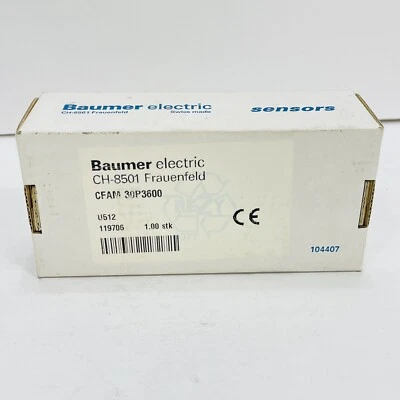 Baumer electric
sensors
CH-8501 Frauenfeld Swiss made
Baumer electric
CH-8501 Frauenfeld
CFAM 30P3600
U512
119706 1.00 stk
CE
104407